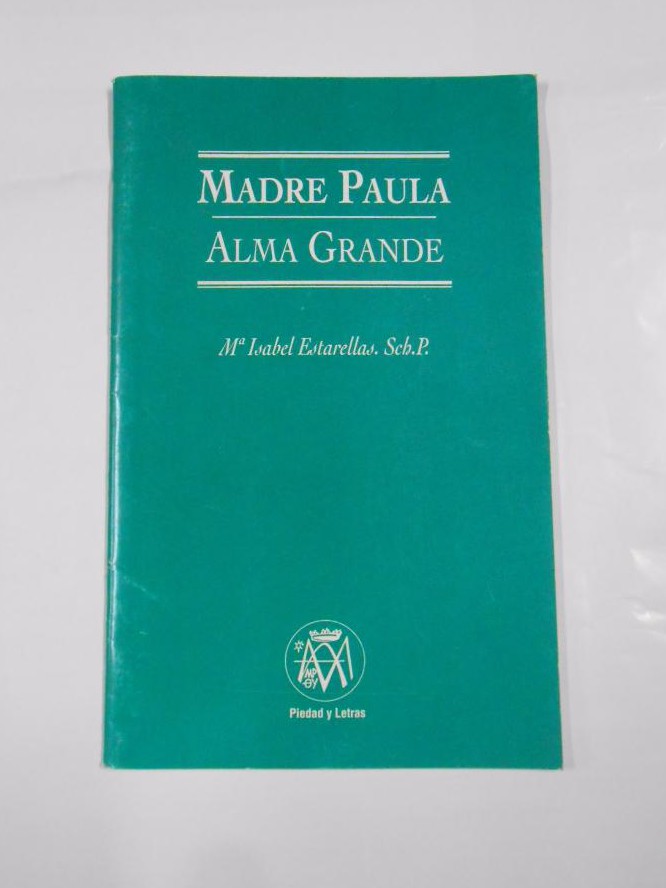 MADRE PAULA
ALMA GRANDE
Mª Isabel Estarellas. Sch.P.
Piedad y Letras